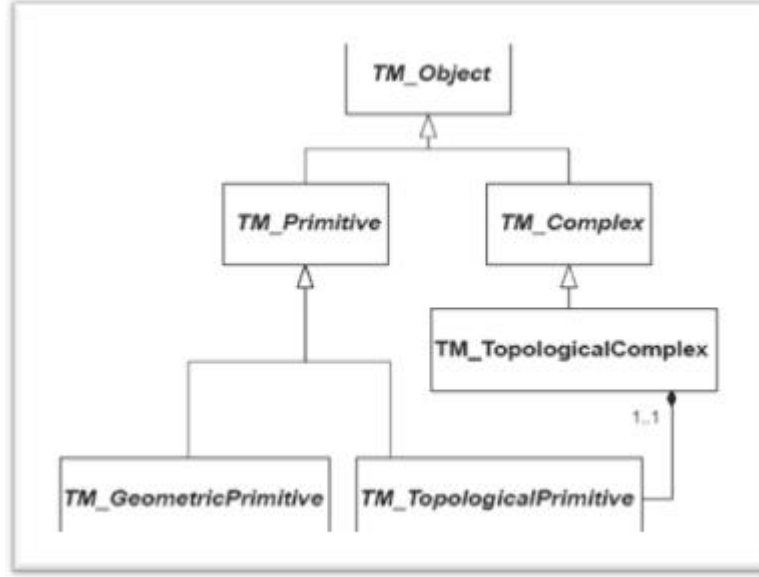 TM_Object
TM_Primitive
TM_Complex
TM_TopologicalComplex
1..1
TM_GeometricPrimitive
TM_TopologicalPrimitive